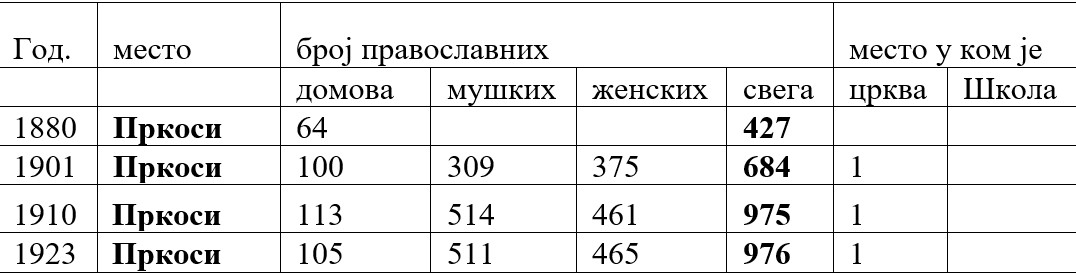 Год. место број православних место у ком је
домова мушких женских свега црква Школа
1880 Пркоси 64 427
1901 Пркоси 100 309 375 684 1
1910 Пркоси 113 514 461 975 1
1923 Пркоси 105 511 465 976 1